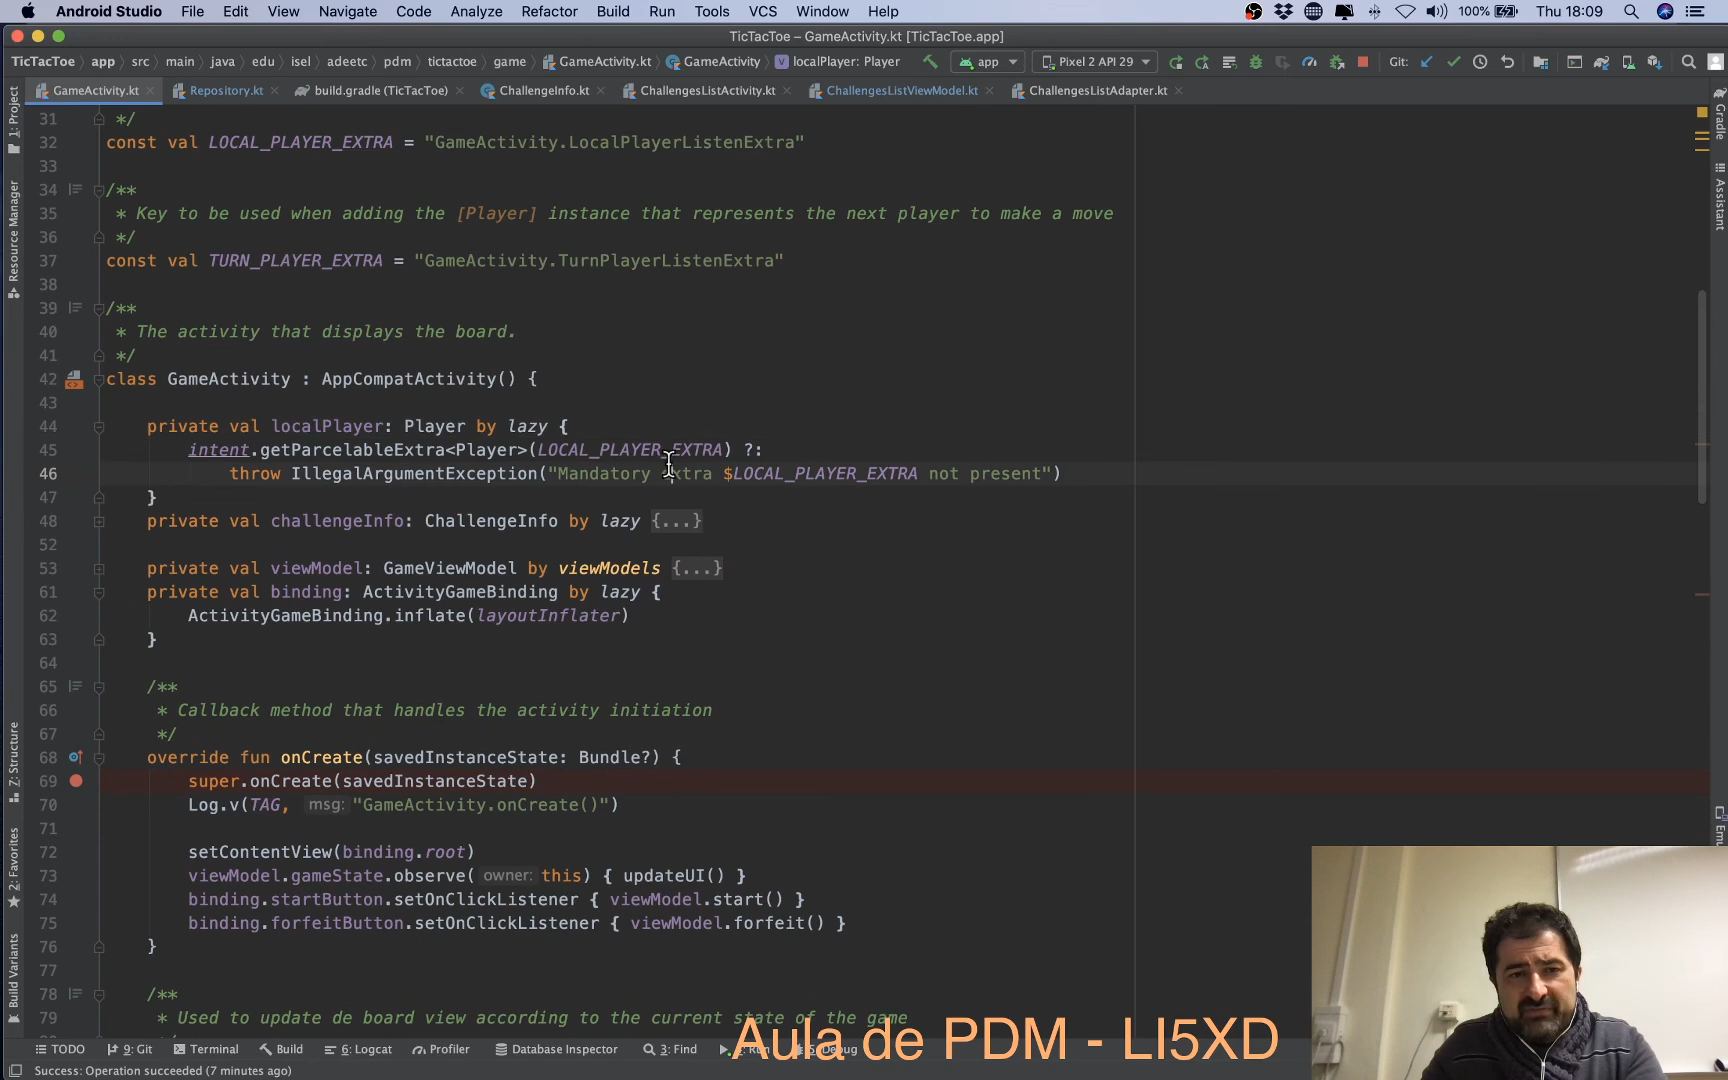 Android Studio File Edit View Navigate Code Analyze Refactor Build Run Tools VCS Window Help 100% Thu 18:09
TicTacToe – GameActivity.kt [TicTacToe.app]
TicTacToe app src main java edu isel adeetc pdm tictactoe game GameActivity.kt GameActivity localPlayer: Player app Pixel 2 API 29 Git:
GameActivity.kt Repository.kt build.gradle (TicTacToe) ChallengeInfo.kt ChallengesListActivity.kt ChallengesListViewModel.kt ChallengesListAdapter.kt
1: Project
Resource Manager
Z: Structure
2: Favorites
Build Variants
Gradle
Assistant
31 */
32 const val LOCAL_PLAYER_EXTRA = "GameActivity.LocalPlayerListenExtra"
33
34 /**
35 * Key to be used when adding the [Player] instance that represents the next player to make a move
36 */
37 const val TURN_PLAYER_EXTRA = "GameActivity.TurnPlayerListenExtra"
38
39 /**
40 * The activity that displays the board.
41 */
42 class GameActivity : AppCompatActivity() {
43
44 private val localPlayer: Player by lazy {
45 intent.getParcelableExtra<Player>(LOCAL_PLAYER_EXTRA) ?:
46 throw IllegalArgumentException("Mandatory extra $LOCAL_PLAYER_EXTRA not present")
47 }
48 private val challengeInfo: ChallengeInfo by lazy {...}
52
53 private val viewModel: GameViewModel by viewModels {...}
61 private val binding: ActivityGameBinding by lazy {
62 ActivityGameBinding.inflate(layoutInflater)
63 }
64
65 /**
66 * Callback method that handles the activity initiation
67 */
68 override fun onCreate(savedInstanceState: Bundle?) {
69 super.onCreate(savedInstanceState)
70 Log.v(TAG, msg: "GameActivity.onCreate()")
71
72 setContentView(binding.root)
73 viewModel.gameState.observe( owner: this) { updateUI() }
74 binding.startButton.setOnClickListener { viewModel.start() }
75 binding.forfeitButton.setOnClickListener { viewModel.forfeit() }
76 }
77
78 /**
79 * Used to update de board view according to the current state of the game
Aula de PDM - LI5XD
TODO 9: Git Terminal Build 6: Logcat Profiler Database Inspector 3: Find
Success: Operation succeeded (7 minutes ago)